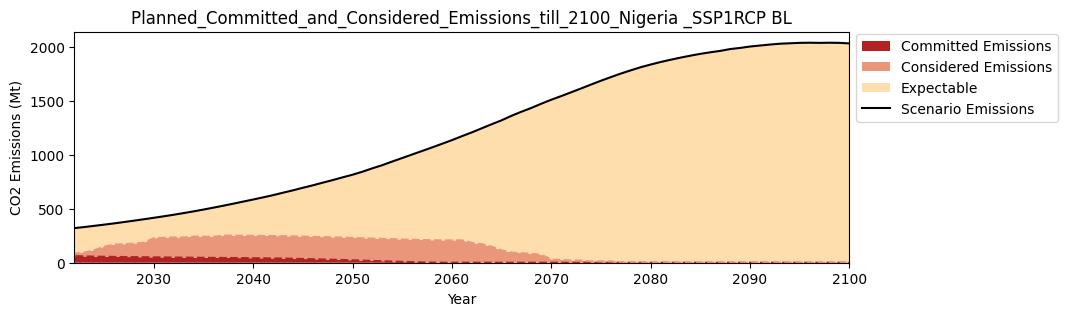 Planned_Committed_and_Considered_Emissions_till_2100_Nigeria _SSP1RCP BL
CO2 Emissions (Mt)
2000
1500
1000
500
0
2030 2040 2050 2060 2070 2080 2090 2100
Year
Committed Emissions
Considered Emissions
Expectable
Scenario Emissions